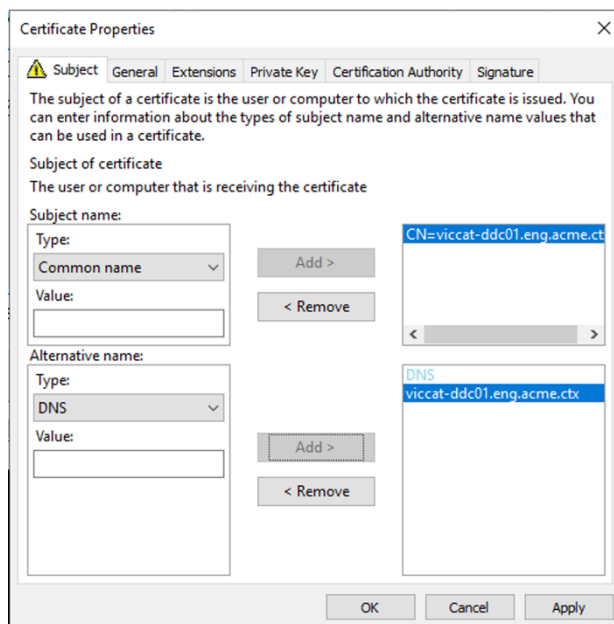 Certificate Properties
Subject
General
Extensions
Private Key
Certification Authority
Signature
The subject of a certificate is the user or computer to which the certificate is issued. You
can enter information about the types of subject name and alternative name values that
can be used in a certificate.
Subject of certificate
The user or computer that is receiving the certificate
Subject name:
Type:
Common name
Value:
Add >
< Remove
CN=viccat-ddc01.eng.acme.ct
Alternative name:
Type:
DNS
Value:
Add >
< Remove
DNS
viccat-ddc01.eng.acme.ctx
OK
Cancel
Apply